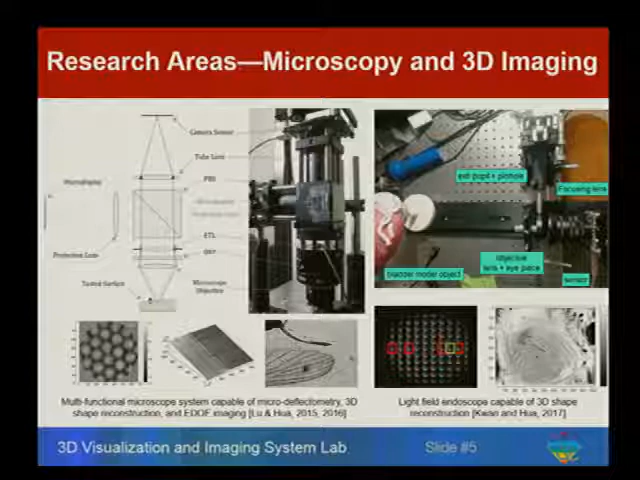 Research Areas—Microscopy and 3D Imaging
Camera Sensor
Tube Lens
PBS
Microdisplay
ETL
Projection Lens
Tested Surface
Microscope
Objective
exit pupil + pinhole
Focusing lens
Objective
lens + eye piece
bladder model object
sensor
Multi-functional microscope system capable of micro-deflectometry, 3D
shape reconstruction, and EDOF imaging [Lu & Hua, 2015, 2016]
Light field endoscope capable of 3D shape
reconstruction [Kwan and Hua, 2017]
3D Visualization and Imaging System Lab
Slide #5